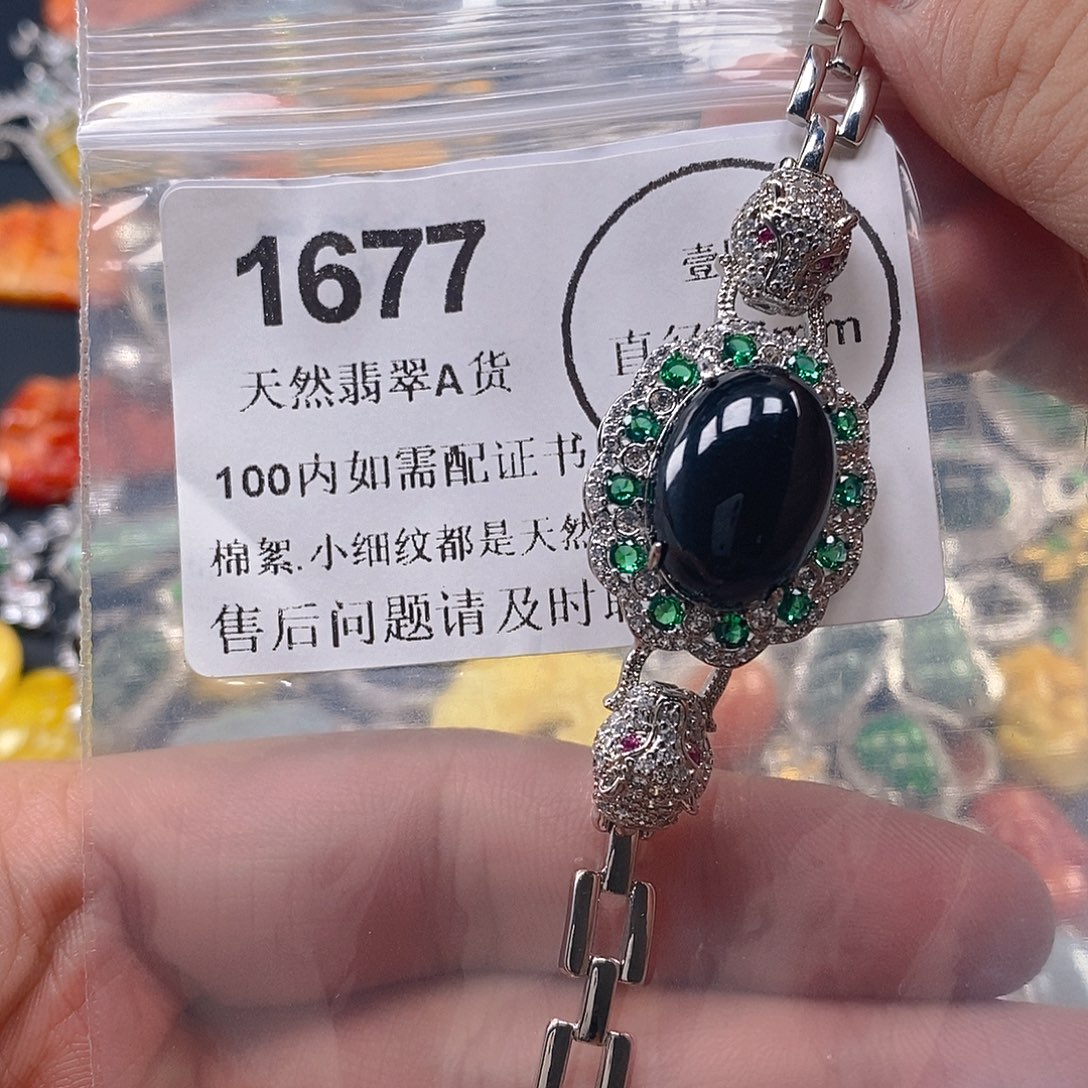 1677
天然翡翠A货
100内如需配证书
棉絮.小细纹都是天然
售后问题请及时
壹
直径 mm